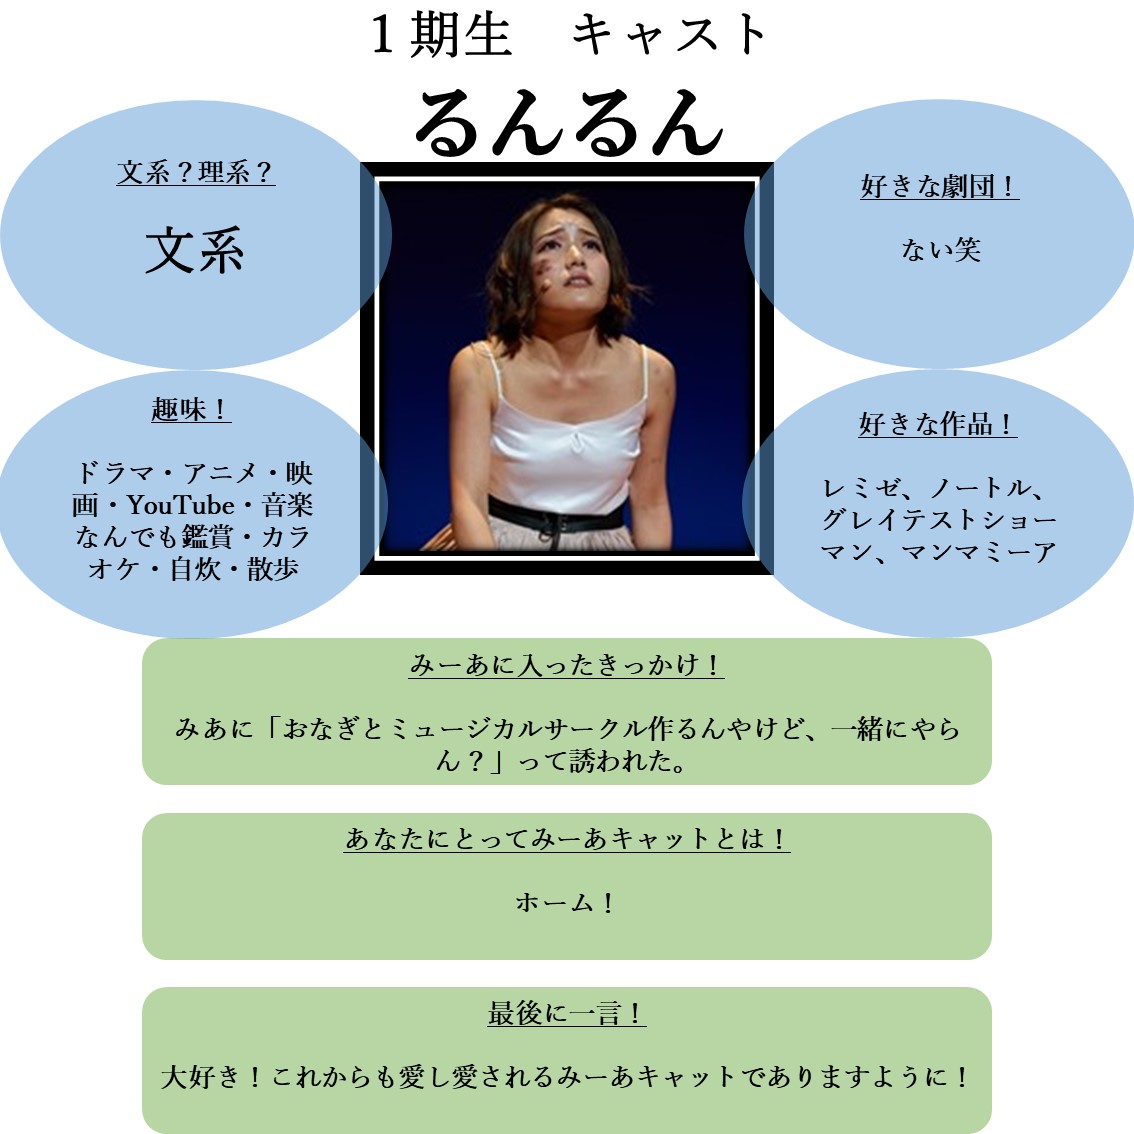 １期生　キャスト
るんるん
文系？理系？
文系
好きな劇団！
ない笑
趣味！
ドラマ・アニメ・映
画・YouTube・音楽
なんでも鑑賞・カラ
オケ・自炊・散歩
好きな作品！
レミゼ、ノートル、
グレイテストショー
マン、マンマミーア
みーあに入ったきっかけ！
みあに「おなぎとミュージカルサークル作るんやけど、一緒にやら
ん？」って誘われた。
あなたにとってみーあキャットとは！
ホーム！
最後に一言！
大好き！これからも愛し愛されるみーあキャットでありますように！